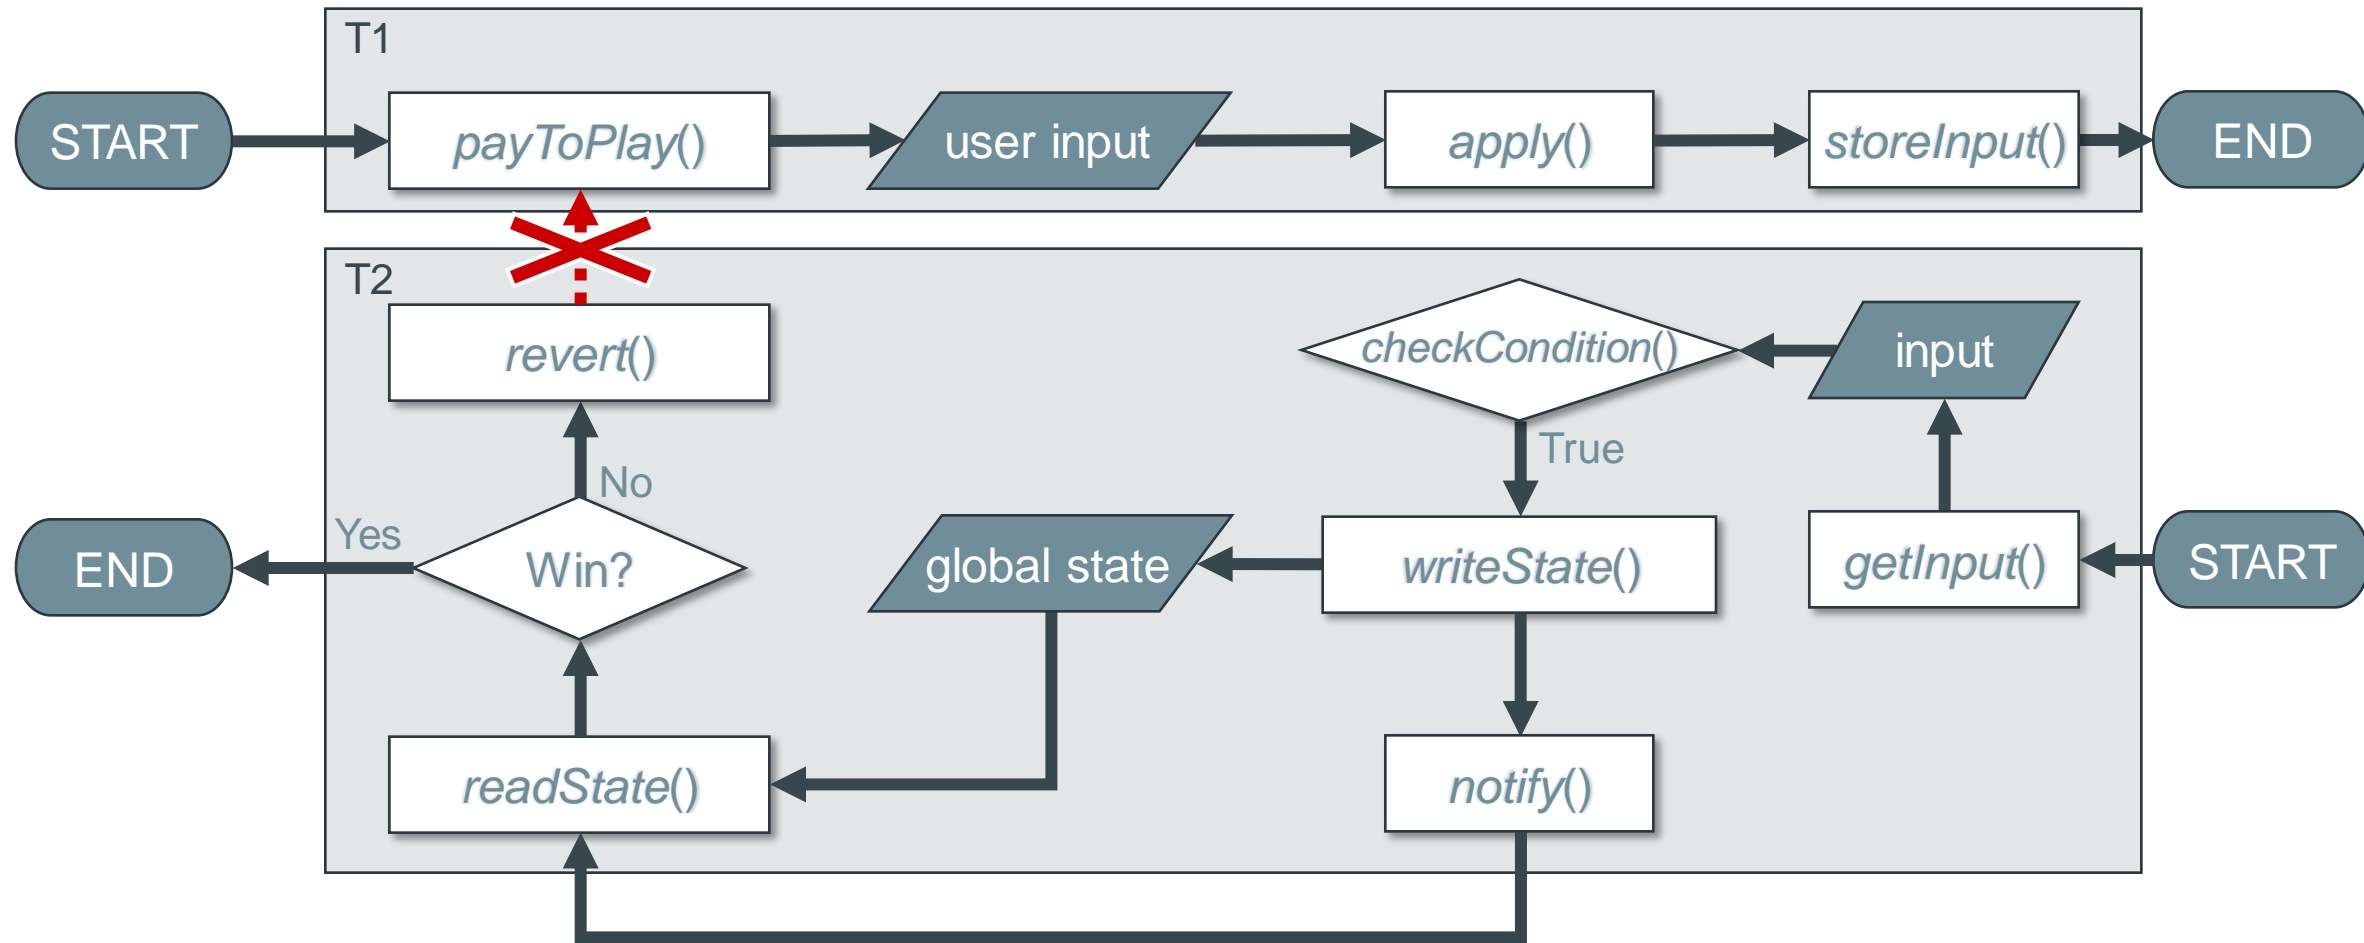 T1
START
payToPlay()
user input
apply()
storeInput()
END
T2
revert()
checkCondition()
input
True
No
Yes
END
Win?
global state
writeState()
getInput()
START
readState()
notify()